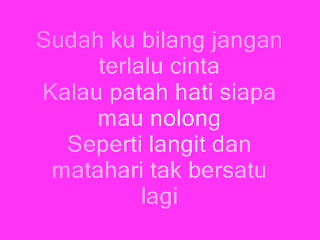 Sudah ku bilang jangan
terlalu cinta
Kalau patah hati siapa
mau nolong
Seperti langit dan
matahari tak bersatu
lagi